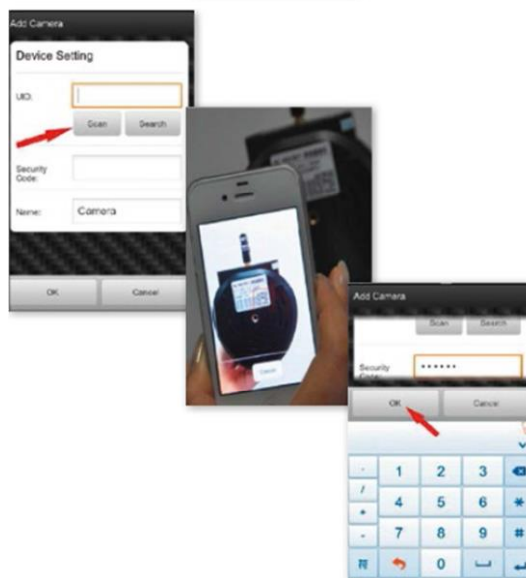 Add Camera
Device Setting
UID:
Scan Search
Security
Code:
Name: Camera
OK Cancel
Cancel
Add Camera
Scan Search
Security
Code: ••••••
OK Cancel
- 1 2 3
/ 4 5 6 *
+
- 7 8 9 #
符 0